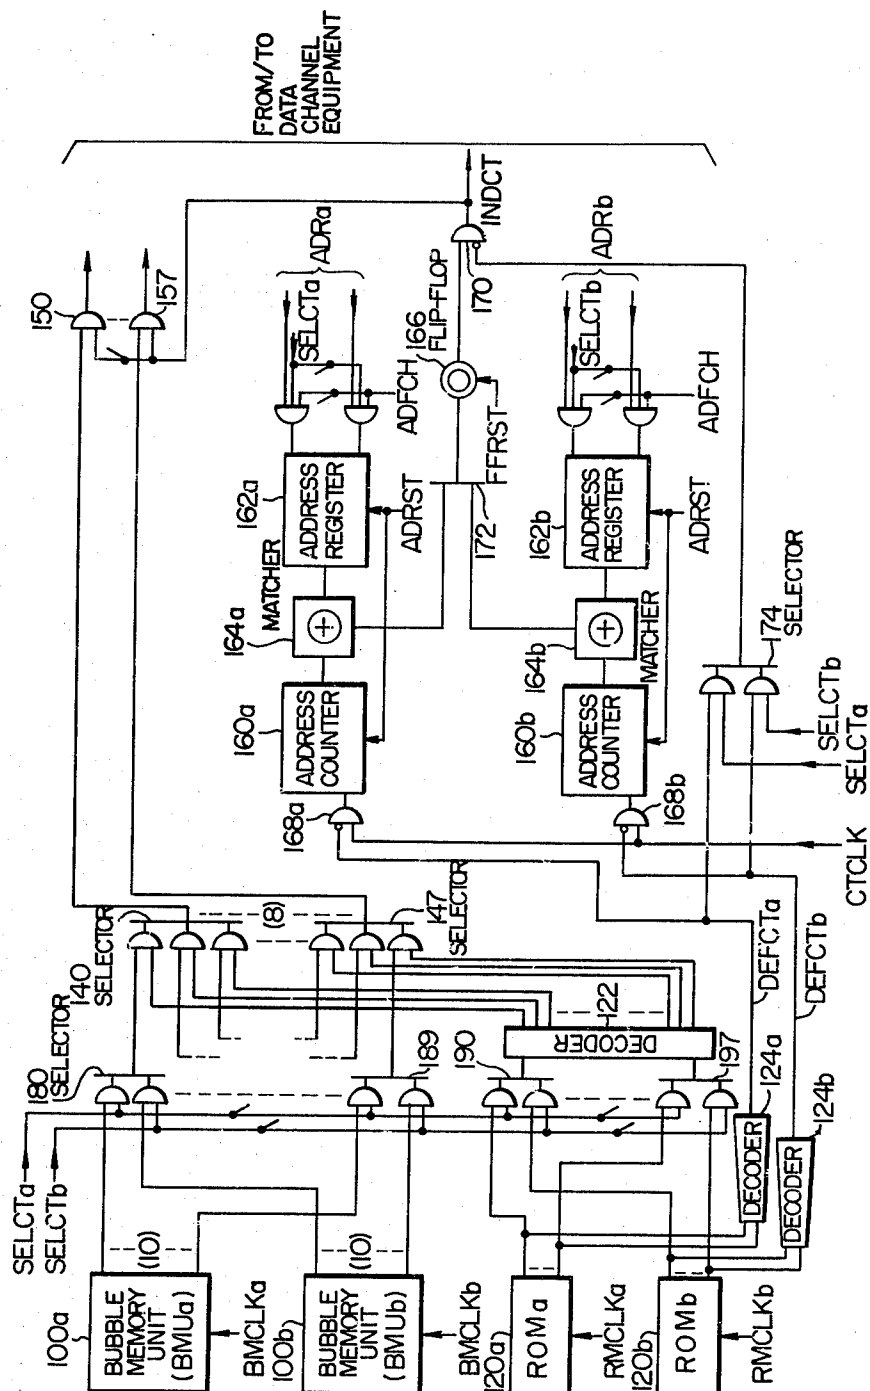 FROM/TO
DATA
CHANNEL
EQUIPMENT
150
157
INDCT
ADRa
SELCTa
ADFCH
162a
ADDRESS
REGISTER
ADRST
MATCHER
164a
160a
ADDRESS
COUNTER
168a
166
FLIP-FLOP
FFRST
170
172
ADRb
SELCTb
ADFCH
162b
ADDRESS
REGISTER
ADRST
164b
MATCHER
160b
ADDRESS
COUNTER
168b
174
SELECTOR
SELCTb
SELCTa
CTCLK
140
SELECTOR
(8)
147
SELECTOR
180
SELECTOR
189
190
122
DECODER
197
DEFCTa
DEFCTb
124a
DECODER
124b
DECODER
SELCTa
SELCTb
(10)
(10)
100a
BUBBLE
MEMORY
UNIT
(BMUa)
BMCLKa
100b
BUBBLE
MEMORY
UNIT
(BMUb)
BMCLKb
120a
ROMa
RMCLKa
120b
ROMb
RMCLKb